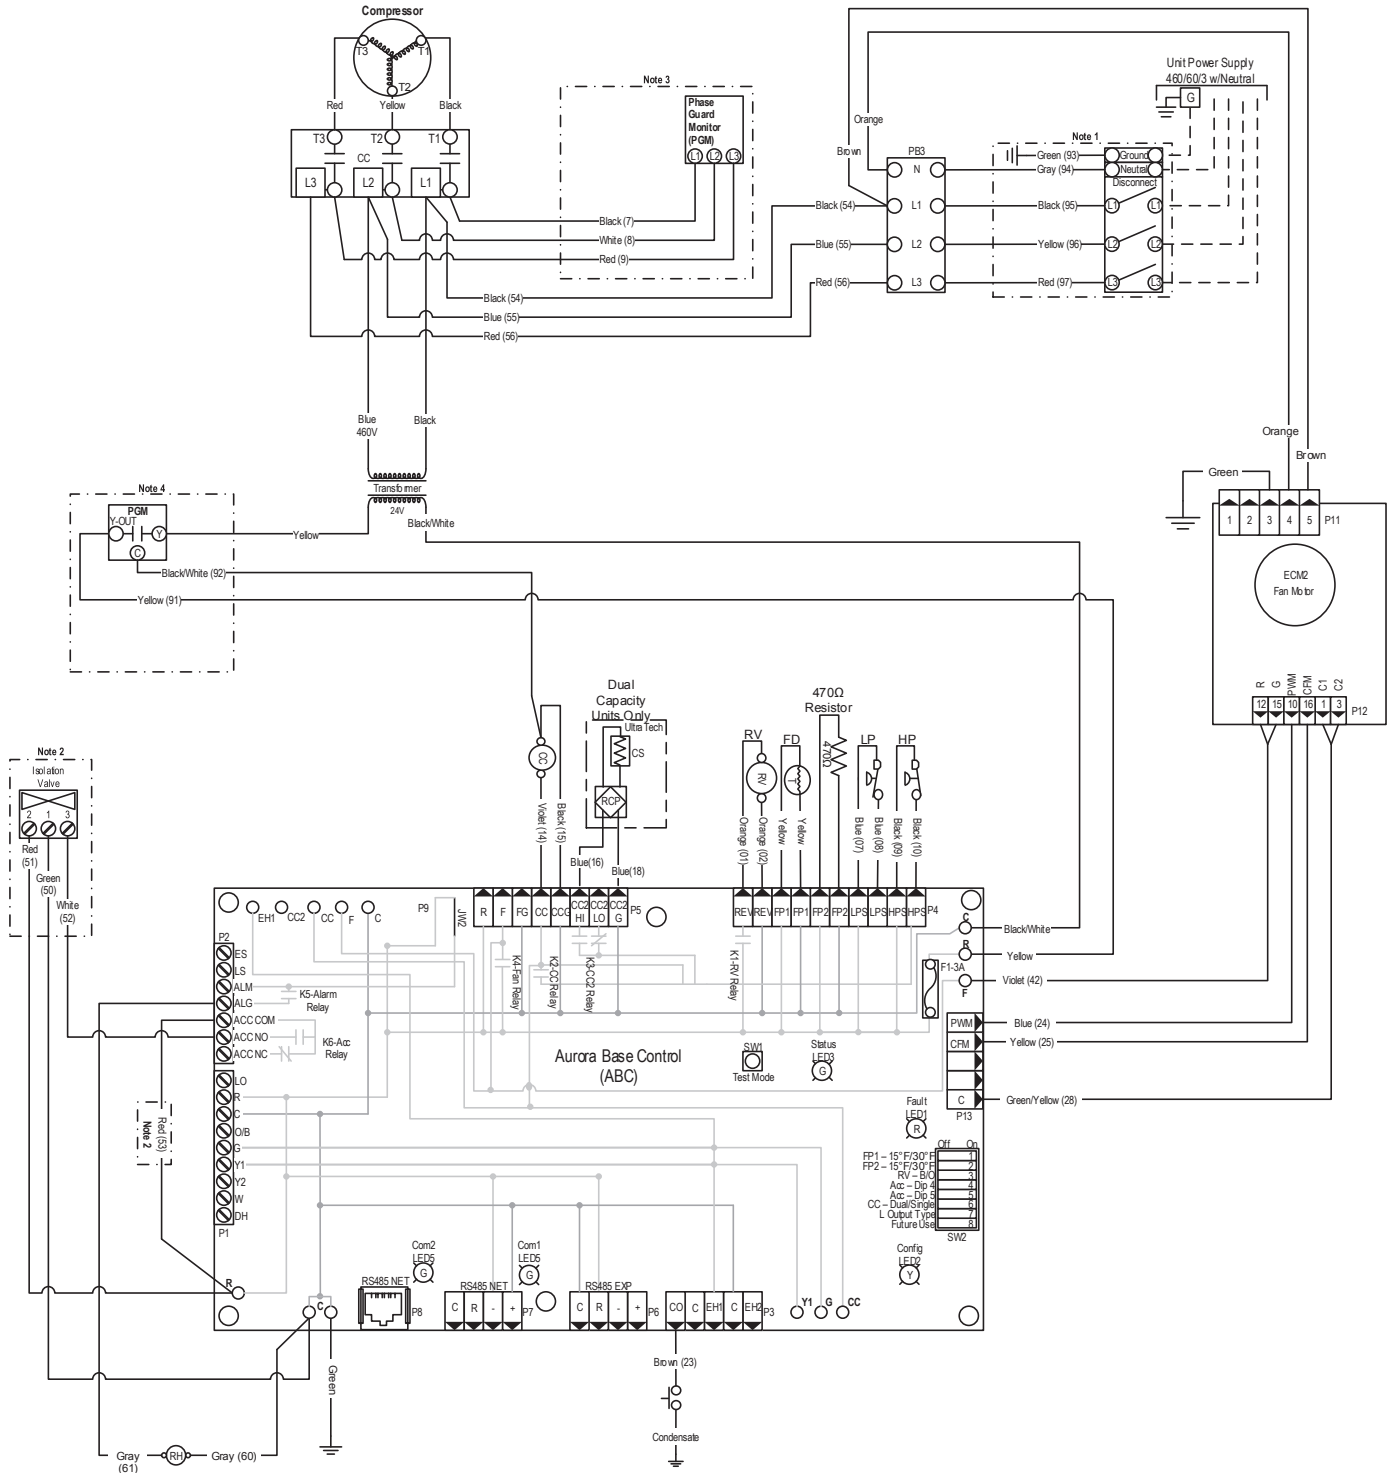 Compressor
T3
T1
T2
Red
Yellow
Black
T3
T2
T1
CC
L3
L2
L1
Note 3
Phase
Guard
Monitor
(PGM)
L1
L2
L3
Black (7)
White (8)
Red (9)
Black (54)
Blue (55)
Red (56)
Orange
Brown
PB3
N
L1
L2
L3
Black (54)
Blue (55)
Red (56)
Unit Power Supply
460/60/3 w/Neutral
G
Note 1
Green (93)
Gray (94)
Black (95)
Yellow (96)
Red (97)
Ground
Neutral
Disconnect
L1
L1
L2
L2
L3
L3
Blue
460V
Black
Transformer
24V
Black/White
Yellow
Note 4
PGM
Y-OUT
Y
C
Black/White (92)
Yellow (91)
Orange
Brown
Green
1
2
3
4
5
P11
ECM2
Fan Motor
R
G
PWM
CFM
C1
C2
12
15
10
16
1
3
P12
Note 2
Isolation
Valve
2
1
3
Red
(51)
Green
(50)
White
(52)
CC
Violet (14)
Black (15)
Dual
Capacity
Units Only
Ultra Tech
CS
RCP
Blue(16)
Blue(18)
RV
RV
Orange (01)
Orange (02)
FD
T
Yellow
Yellow
470Ω
Resistor
470Ω
LP
Blue (07)
Blue (08)
HP
Black (09)
Black (10)
EH1
CC2
CC
F
C
P9
JW2
R
F
FG
CC
CCG
CC2
HI
CC2
LO
CC2
G
P5
REV
REV
FP1
FP1
FP2
FP2
LPS
LPS
HPS
HPS
P4
C
R
F1-3A
F
Black/White
Yellow
Violet (42)
Blue (24)
Yellow (25)
Green/Yellow (28)
PWM
CFM
C
P13
K4-Fan Relay
K2-CC Relay
K3-CC2 Relay
K1-RV Relay
P2
ES
LS
ALM
ALG
ACC COM
ACC NO
ACC NC
K5-Alarm
Relay
K6-Acc
Relay
LO
R
C
O/B
G
Y1
Y2
W
DH
P1
Red (53)
Note 2
Aurora Base Control
(ABC)
SW1
Test Mode
Status
LED3
G
Fault
LED1
R
Off
On
FP1 – 15°F/30°F
1
FP2 – 15°F/30°F
2
RV – B/O
3
Acc – Dip 4
4
Acc – Dip 5
5
CC – Dual/Single
6
L Output Type
7
Future Use
8
SW2
Config
LED2
Y
Com2
LED5
G
Com1
LED5
G
R
C
RS485 NET
P8
RS485 NET
C
R
-
+
P7
RS485 EXP
C
R
-
+
P6
CO
C
EH1
C
EH2
P3
Y1
G
CC
Green
Brown (23)
Condensate
Gray
(61)
RH
Gray (60)